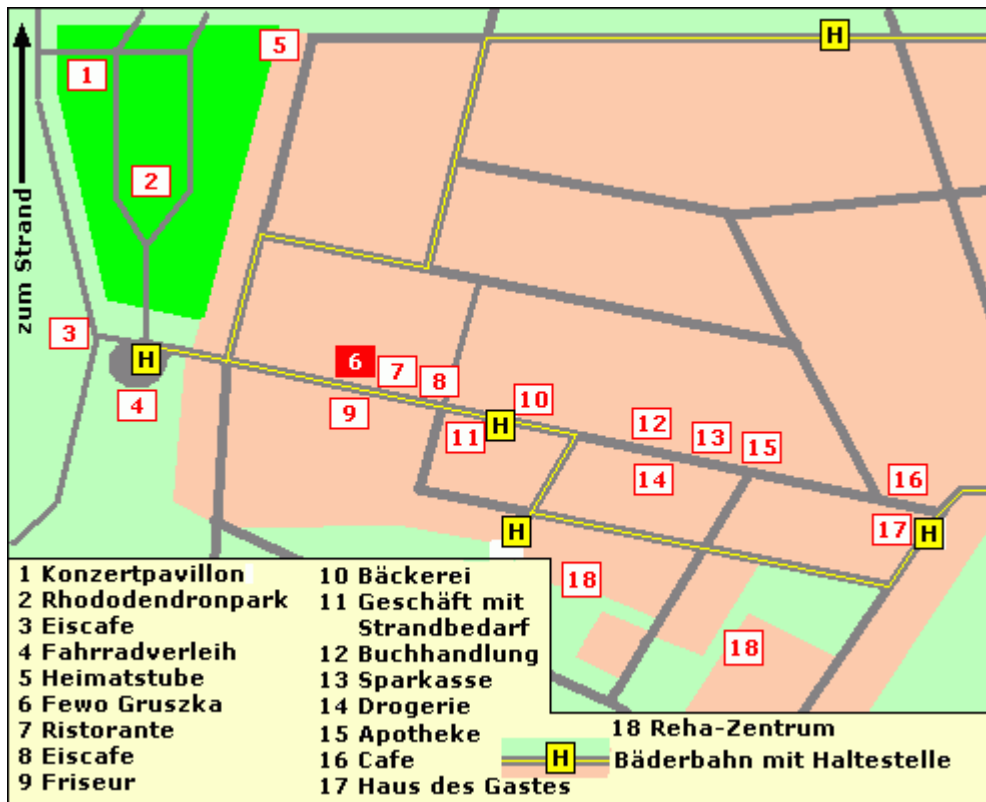 H
5
1
2
zum Strand
3
H
6
7
8
4
9
10
11
H
12
13
15
14
16
17
H
H
18
18
1 Konzertpavillon
2 Rhododendronpark
3 Eiscafe
4 Fahrradverleih
5 Heimatstube
6 Fewo Gruszka
7 Ristorante
8 Eiscafe
9 Friseur
10 Bäckerei
11 Geschäft mit
Strandbedarf
12 Buchhandlung
13 Sparkasse
14 Drogerie
15 Apotheke
16 Cafe
17 Haus des Gastes
18 Reha-Zentrum
H Bäderbahn mit Haltestelle